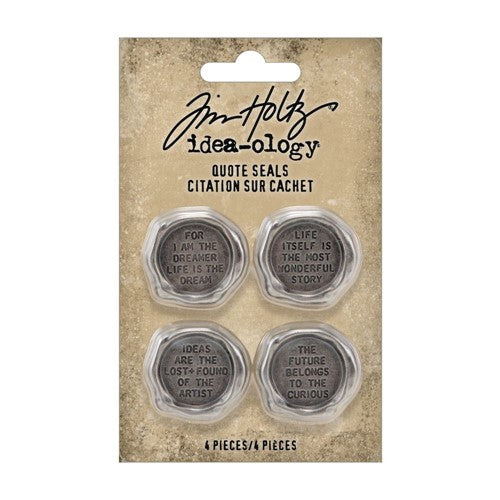 Tim Holtz
idea-ology
QUOTE SEALS
CITATION SUR CACHET
FOR
I AM THE
DREAMER
LIFE IS THE
DREAM
LIFE
ITSELF IS
THE MOST
WONDERFUL
STORY
IDEAS
ARE THE
LOST+FOUND
OF THE
ARTIST
THE
FUTURE
BELONGS
TO THE
CURIOUS
4 PIECES/4 PIÈCES